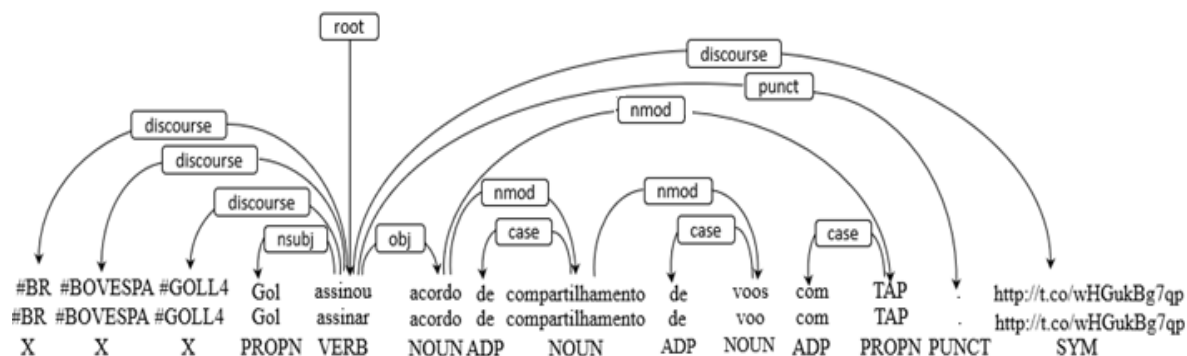 root
discourse
punct
nmod
discourse
discourse
discourse
nmod nmod
nsubj obj case case case
#BR #BOVESPA #GOLL4 Gol assinou acordo de compartilhamento de voos com TAP . http://t.co/wHGukBg7qp
#BR #BOVESPA #GOLL4 Gol assinar acordo de compartilhamento de voo com TAP . http://t.co/wHGukBg7qp
X X X PROPN VERB NOUN ADP NOUN ADP NOUN ADP PROPN PUNCT SYM